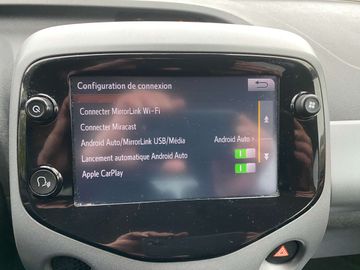 Configuration de connexion
Connecter MirrorLink Wi-Fi
Connecter Miracast
Android Auto/MirrorLink USB/Média Android Auto
Lancement automatique Android Auto
Apple CarPlay